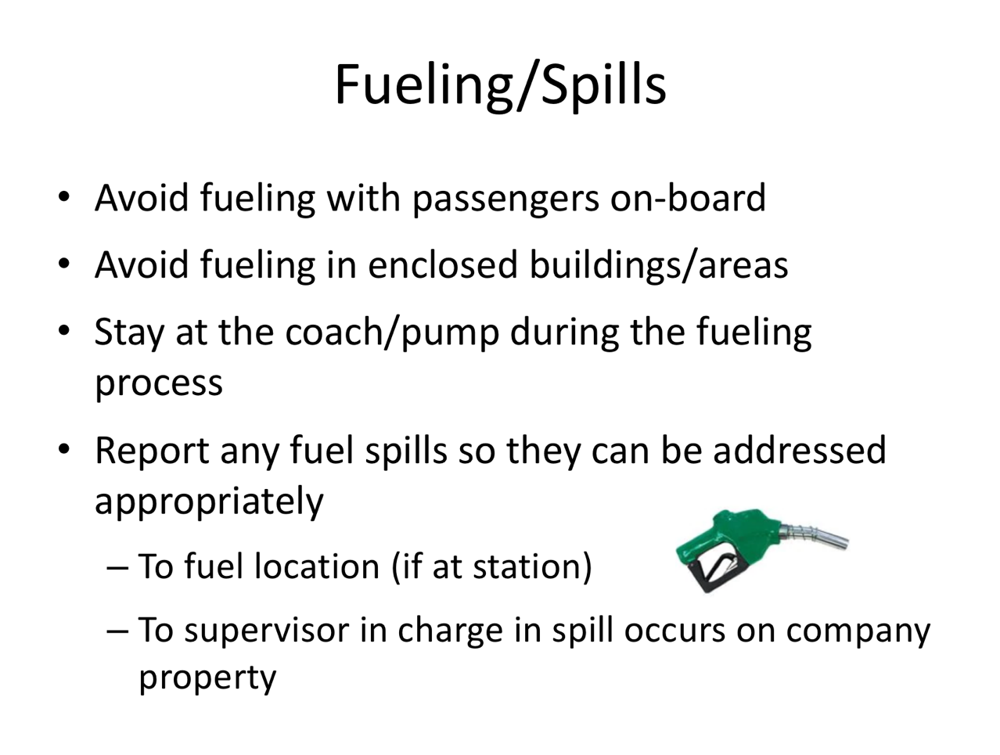 Fueling/Spills
• Avoid fueling with passengers on-board
• Avoid fueling in enclosed buildings/areas
• Stay at the coach/pump during the fueling
process
• Report any fuel spills so they can be addressed
appropriately
– To fuel location (if at station)
– To supervisor in charge in spill occurs on company
property